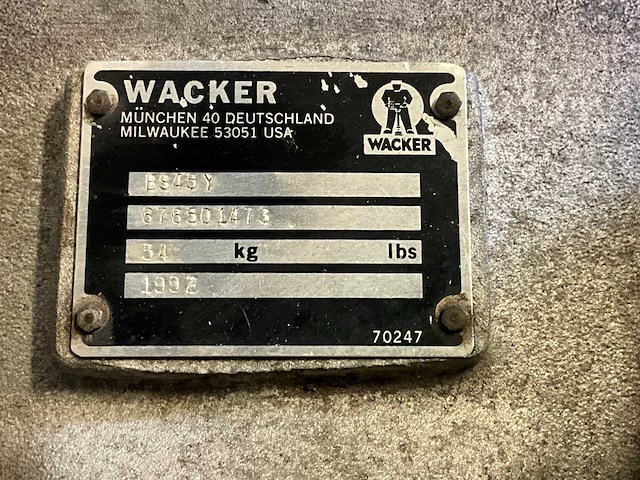 WACKER
MÜNCHEN 40 DEUTSCHLAND
MILWAUKEE 53051 USA
WACKER
BS45Y
676501473
54 kg lbs
1992
70247